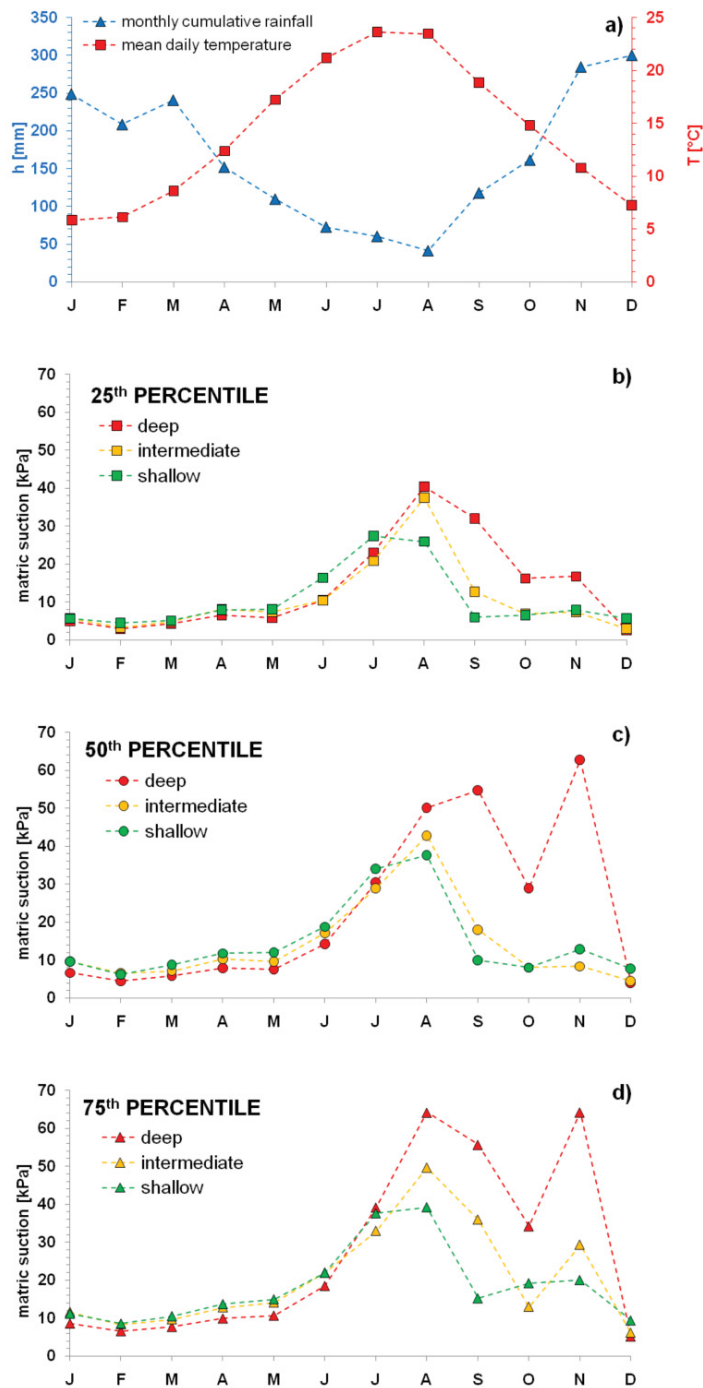 350
300
250
200
150
100
50
0
h [mm]
monthly cumulative rainfall
mean daily temperature
a)
25
20
15
10
5
0
T [°C]
J F M A M J J A S O N D
70
60
50
40
30
20
10
0
matric suction [kPa]
25th PERCENTILE
deep
intermediate
shallow
b)
J F M A M J J A S O N D
70
60
50
40
30
20
10
0
matric suction [kPa]
50th PERCENTILE
deep
intermediate
shallow
c)
J F M A M J J A S O N D
70
60
50
40
30
20
10
0
matric suction [kPa]
75th PERCENTILE
deep
intermediate
shallow
d)
J F M A M J J A S O N D